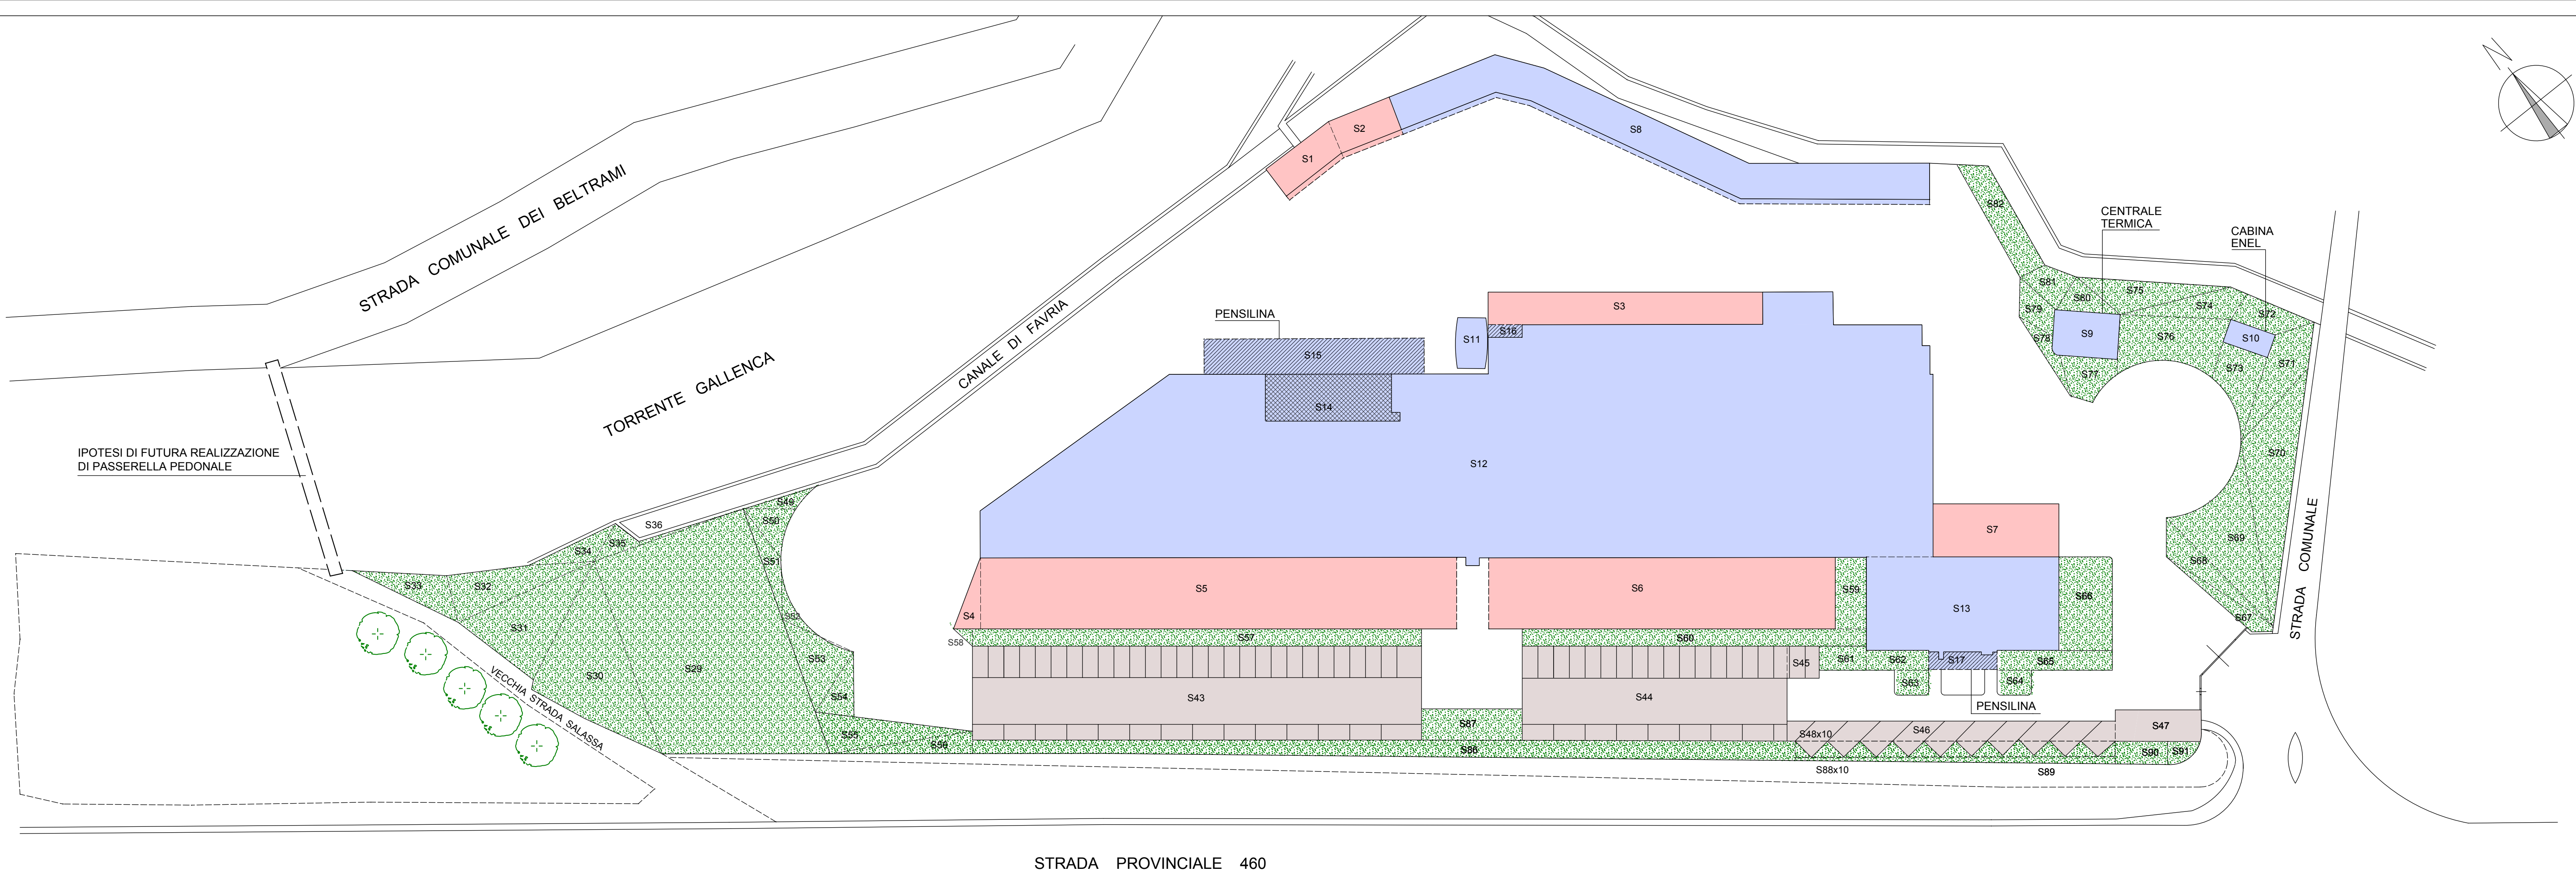 N
S8
S2
S1
STRADA COMUNALE DEI BELTRAMI
S82
CENTRALE
TERMICA
CABINA
ENEL
S81
S80
S75
S74
S72
S79
S78
S9
S76
S10
S77
S73
S71
S70
S69
S68
S67
STRADA COMUNALE
CANALE DI FAVRIA
TORRENTE GALLENCA
PENSILINA
S3
S16
S11
S15
S14
S12
S7
IPOTESI DI FUTURA REALIZZAZIONE
DI PASSERELLA PEDONALE
S49
S50
S36
S35
S34
S51
S33
S32
S52
S31
S53
S29
S30
S54
S55
S56
VECCHIA STRADA SALASSA
S5
S6
S4
S59
S13
S66
S58
S57
S60
S45
S61
S62
S17
S65
S63
S64
PENSILINA
S43
S44
S87
S86
S48x10
S46
S47
S90
S91
S88x10
S89
STRADA PROVINCIALE 460